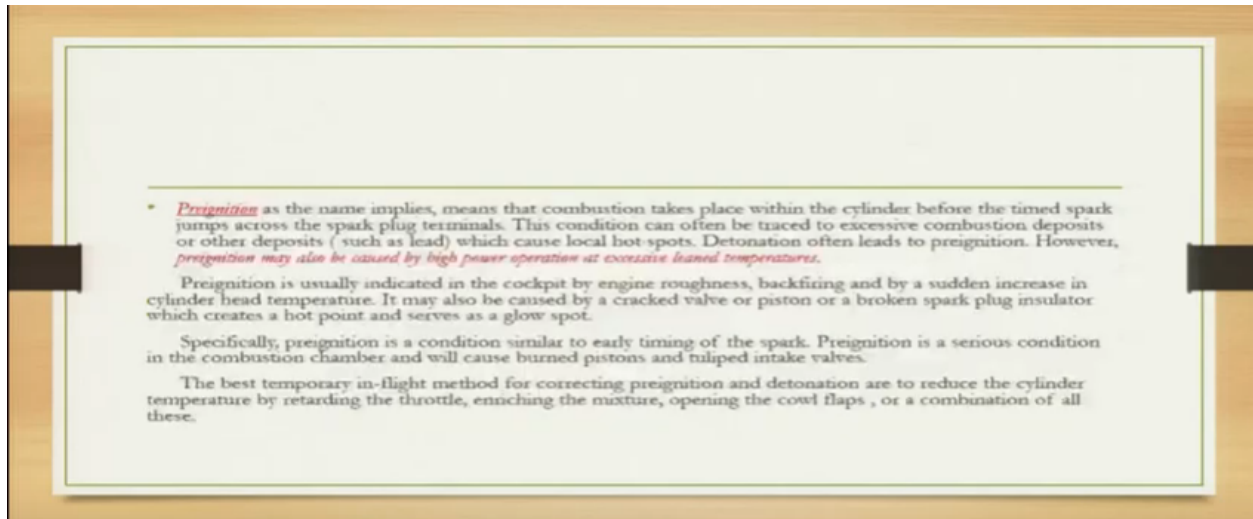 • Preignition as the name implies, means that combustion takes place within the cylinder before the timed spark
jumps across the spark plug terminals. This condition can often be traced to excessive combustion deposits
or other deposits ( such as lead) which cause local hot spots. Detonation often leads to preignition. However,
preignition may also be caused by high power operation at excessive leaned temperatures.
Preignition is usually indicated in the cockpit by engine roughness, backfiring and by a sudden increase in
cylinder head temperature. It may also be caused by a cracked valve or piston or a broken spark plug insulator
which creates a hot point and serves as a glow spot.
Specifically, preignition is a condition similar to early timing of the spark. Preignition is a serious condition
in the combustion chamber and will cause burned pistons and tuliped intake valves.
The best temporary in-flight method for correcting preignition and detonation are to reduce the cylinder
temperature by retarding the throttle, enriching the mixture, opening the cowl flaps , or a combination of all
these.